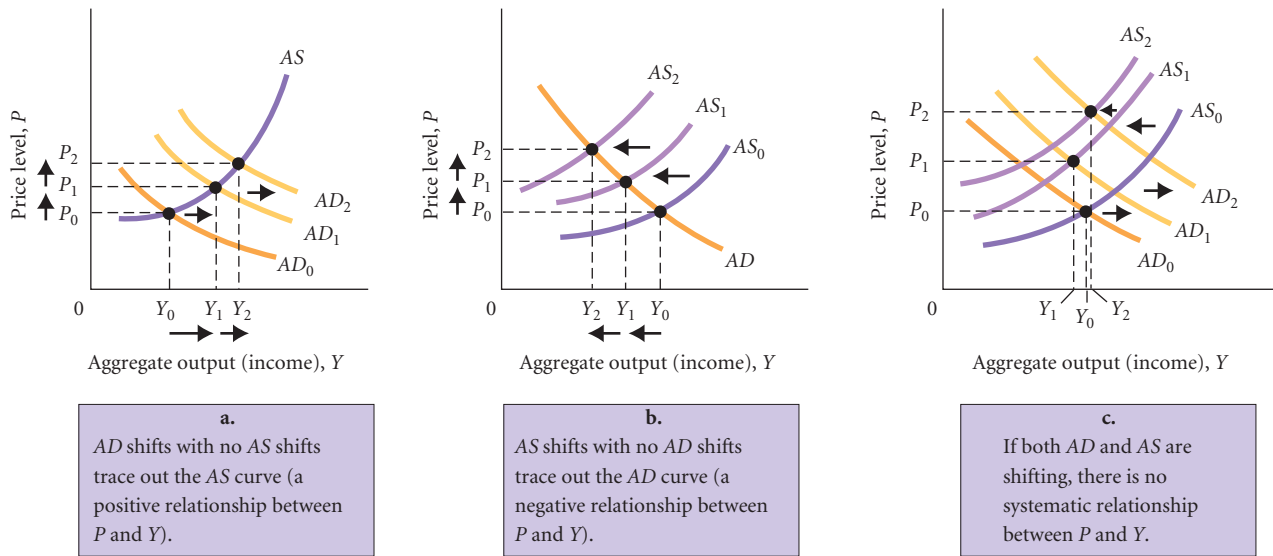 Price level, P
P₂
P₁
P₀
AS
AD₂
AD₁
AD₀
0
Y₀ Y₁ Y₂
Aggregate output (income), Y
a.
AD shifts with no AS shifts
trace out the AS curve (a
positive relationship between
P and Y).
Price level, P
P₂
P₁
P₀
AS₂
AS₁
AS₀
AD
0
Y₂ Y₁ Y₀
Aggregate output (income), Y
b.
AS shifts with no AD shifts
trace out the AD curve (a
negative relationship between
P and Y).
Price level, P
P₂
P₁
P₀
AS₂
AS₁
AS₀
AD₂
AD₁
AD₀
0
Y₁ Y₀ Y₂
Aggregate output (income), Y
c.
If both AD and AS are
shifting, there is no
systematic relationship
between P and Y.